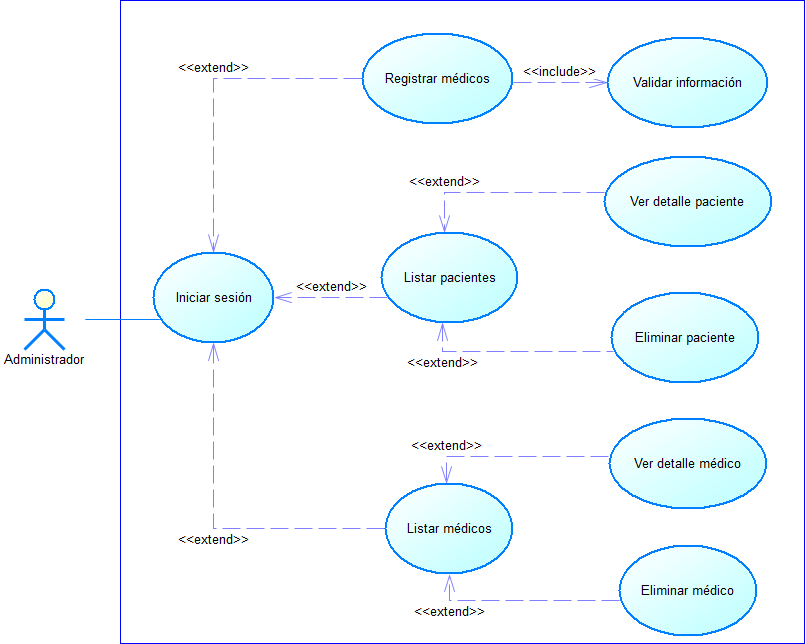 <<extend>>
Registrar médicos
<<include>>
Validar información
<<extend>>
Ver detalle paciente
Iniciar sesión
<<extend>>
Listar pacientes
Administrador
Eliminar paciente
<<extend>>
<<extend>>
Ver detalle médico
Listar médicos
<<extend>>
Eliminar médico
<<extend>>